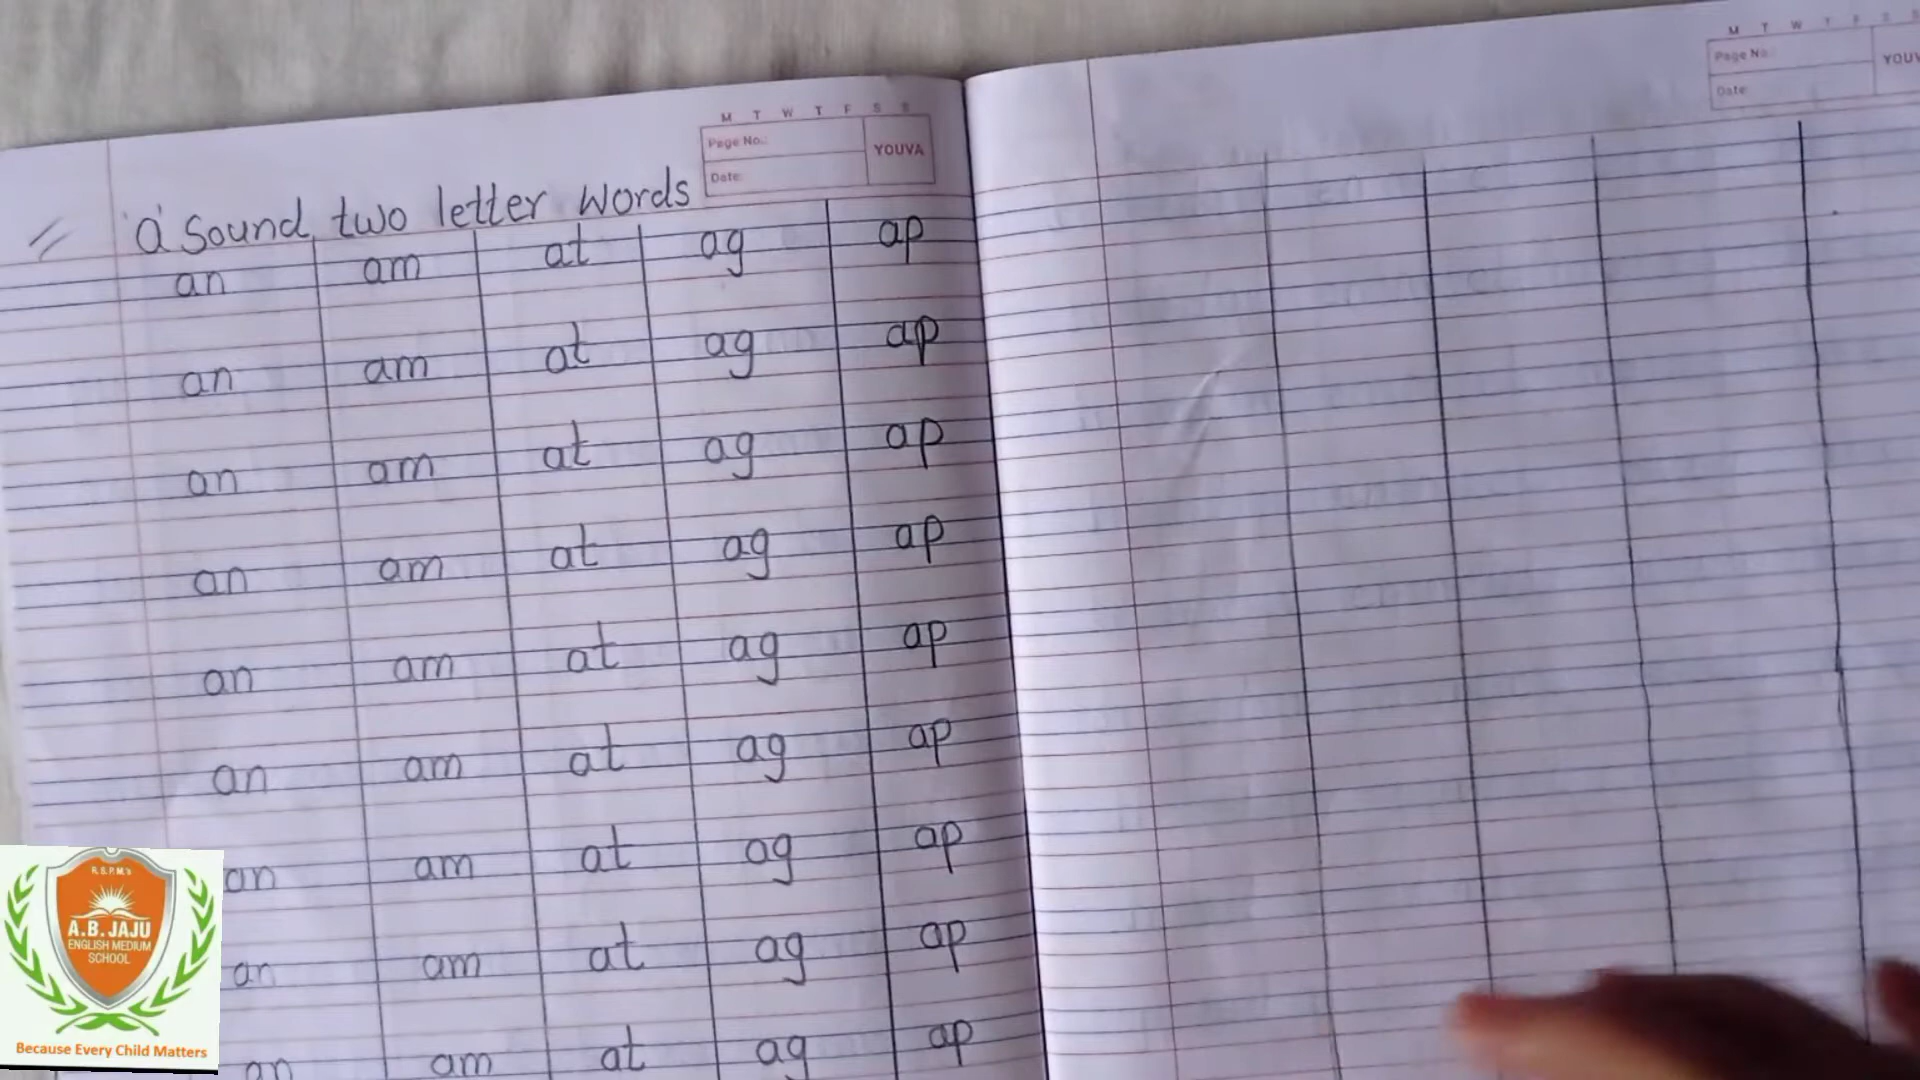 M T W T F S S
Page No.:
YOUVA
Date:
'a' sound two letter words
an am at ag ap
an am at ag ap
an am at ag ap
an am at ag ap
an am at ag ap
an am at ag ap
an am at ag ap
an am at ag ap
an am at ag ap
M T W T F S S
Page No.:
YOUV
Date:
R.S.P.M.'s
A.B. JAJU
ENGLISH MEDIUM
SCHOOL
Because Every Child Matters